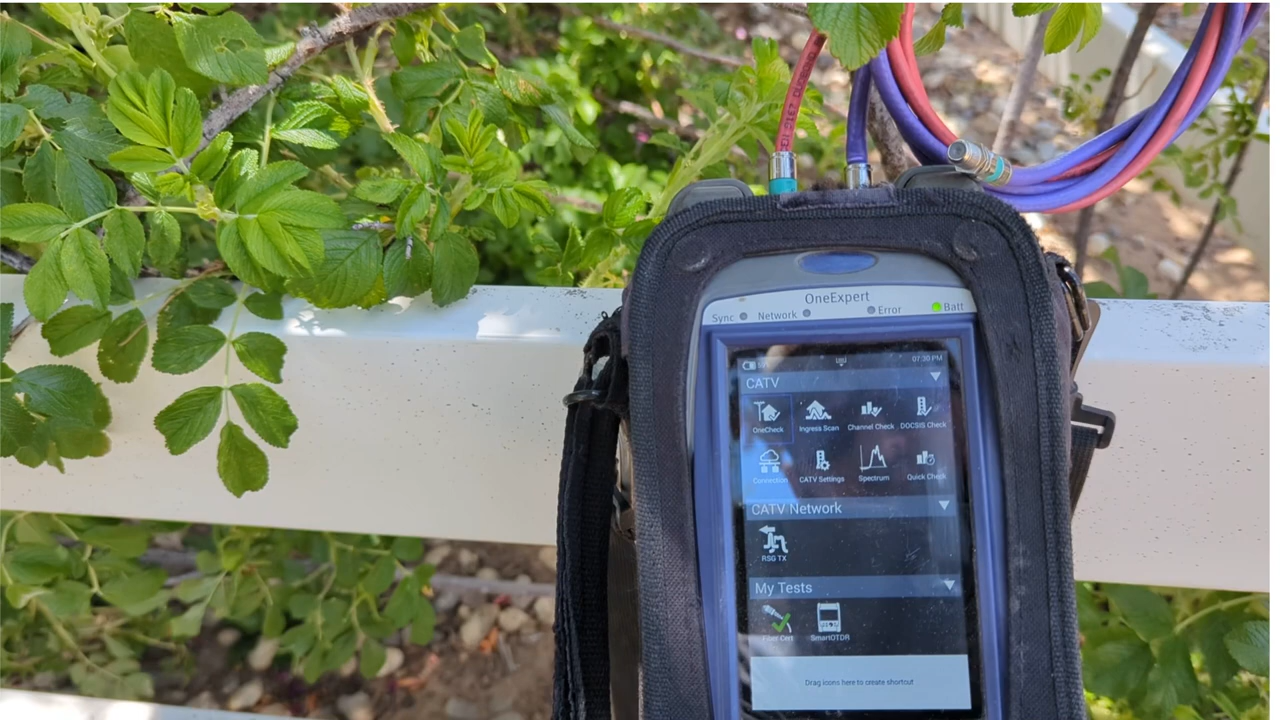 OneExpert
Sync Network Error Batt
07:30 PM
CATV
OneCheck Ingress Scan Channel Check DOCSIS Check
Connection CATV Settings Spectrum Quick Check
CATV Network
RSG TX
My Tests
Fiber Cert SmartOTDR
Drag icons here to create shortcut